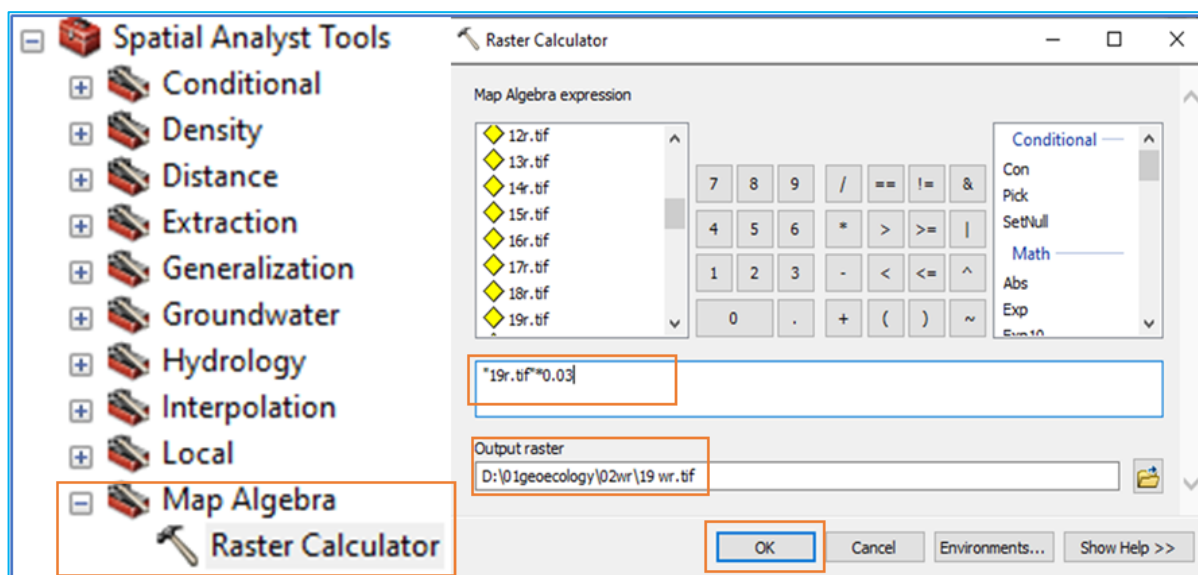 Spatial Analyst Tools
Conditional
Density
Distance
Extraction
Generalization
Groundwater
Hydrology
Interpolation
Local
Map Algebra
Raster Calculator
Raster Calculator
Map Algebra expression
12r.tif
13r.tif
14r.tif
15r.tif
16r.tif
17r.tif
18r.tif
19r.tif
7 8 9 / == != &
4 5 6 * > >= |
1 2 3 - < <= ^
0 . + ( ) ~
Conditional
Con
Pick
SetNull
Math
Abs
Exp
Exp10
"19r.tif"*0.03
Output raster
D:\01geoecology\02wr\19 wr.tif
OK Cancel Environments... Show Help >>